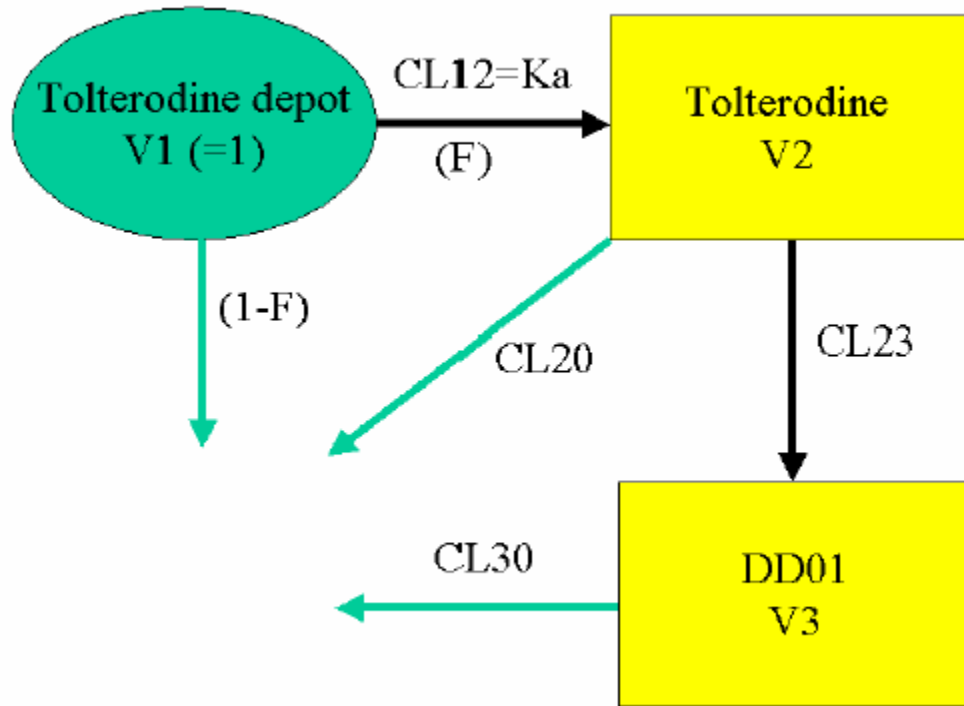 Tolterodine depot
V1 (=1)
CL12=Ka
(F)
Tolterodine
V2
(1-F)
CL20
CL23
CL30
DD01
V3